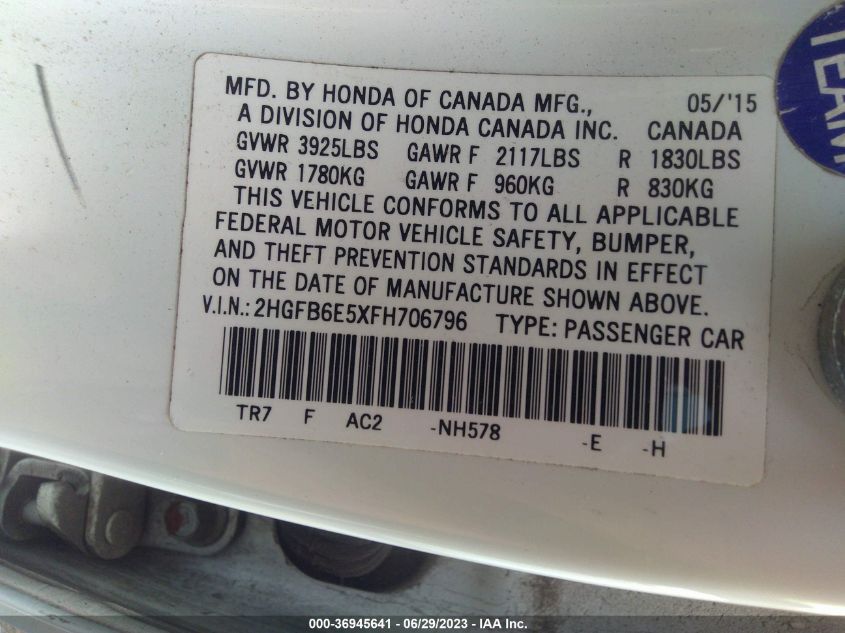 MFD. BY HONDA OF CANADA MFG., 05/'15
A DIVISION OF HONDA CANADA INC. CANADA
GVWR 3925LBS GAWR F 2117LBS R 1830LBS
GVWR 1780KG GAWR F 960KG R 830KG
THIS VEHICLE CONFORMS TO ALL APPLICABLE
FEDERAL MOTOR VEHICLE SAFETY, BUMPER,
AND THEFT PREVENTION STANDARDS IN EFFECT
ON THE DATE OF MANUFACTURE SHOWN ABOVE.
V.I.N.: 2HGFB6E5XFH706796 TYPE: PASSENGER CAR
TR7 F AC2 -NH578 -E -H
TEAM
000-36945641 / 06/29/2023 - IAA Inc.